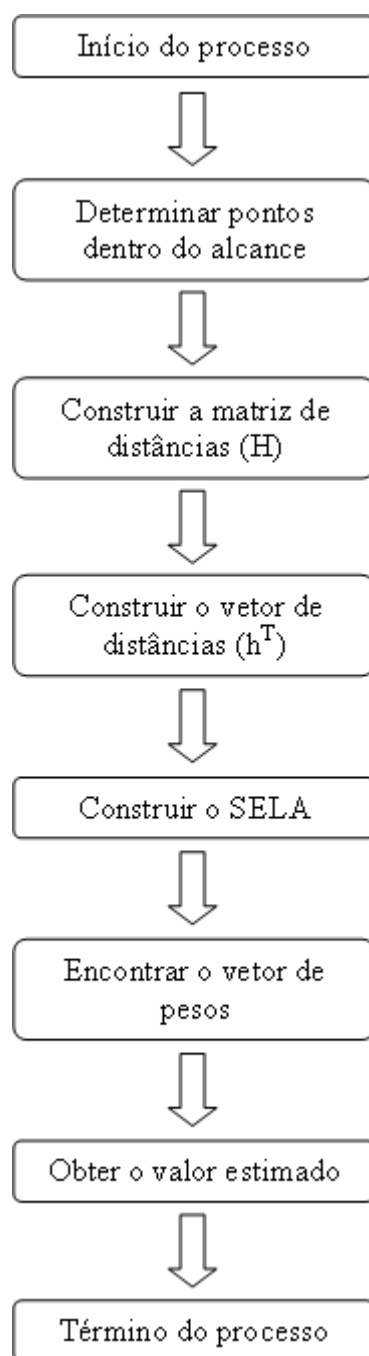 Início do processo
Determinar pontos
dentro do alcance
Construir a matriz de
distâncias (H)
Construir o vetor de
distâncias (hᵀ)
Construir o SELA
Encontrar o vetor de
pesos
Obter o valor estimado
Término do processo